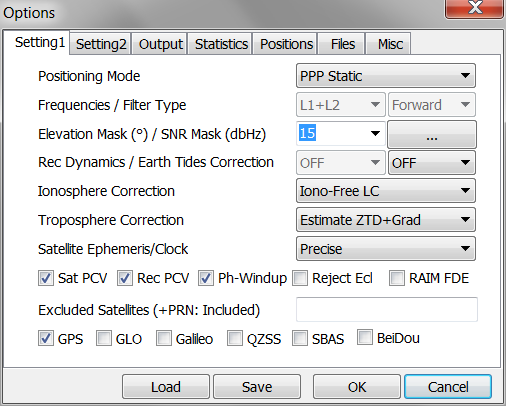 Options
Setting1 Setting2 Output Statistics Positions Files Misc
Positioning Mode PPP Static
Frequencies / Filter Type L1+L2 Forward
Elevation Mask (°) / SNR Mask (dbHz) 15 ...
Rec Dynamics / Earth Tides Correction OFF OFF
Ionosphere Correction Iono-Free LC
Troposphere Correction Estimate ZTD+Grad
Satellite Ephemeris/Clock Precise
Sat PCV Rec PCV Ph-Windup Reject Ecl RAIM FDE
Excluded Satellites (+PRN: Included)
GPS GLO Galileo QZSS SBAS BeiDou
Load Save OK Cancel